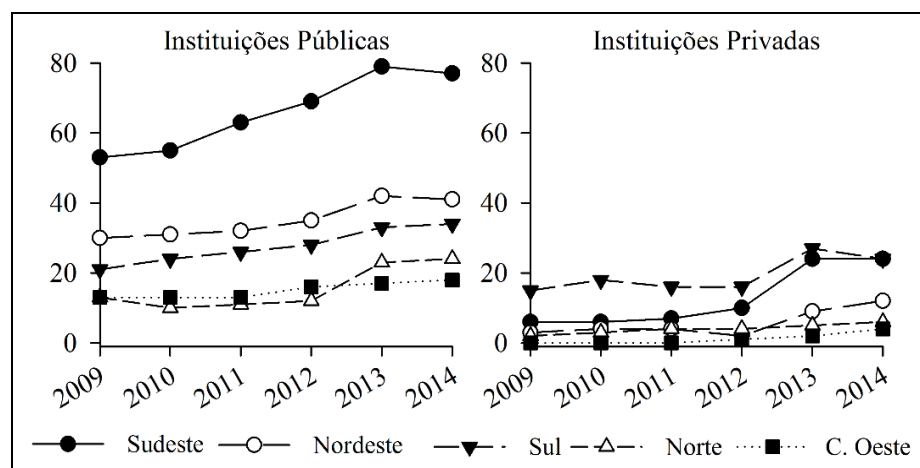 Instituições Públicas
Instituições Privadas
80
60
40
20
0
2009 2010 2011 2012 2013 2014
80
60
40
20
0
2009 2010 2011 2012 2013 2014
Sudeste Nordeste Sul Norte C. Oeste